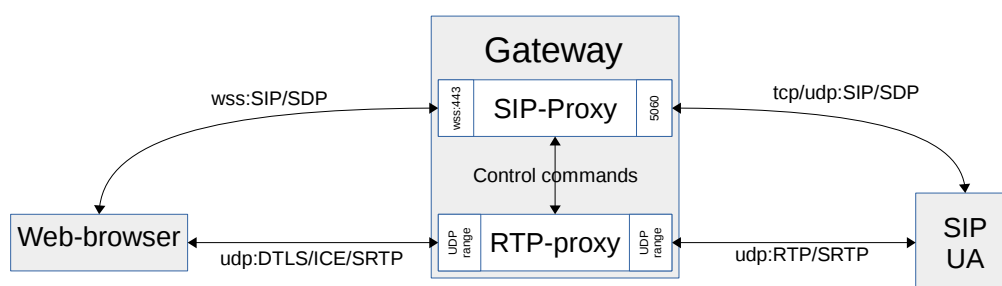 Gateway
wss:SIP/SDP
wss:443
SIP-Proxy
5060
tcp/udp:SIP/SDP
Control commands
Web-browser
udp:DTLS/ICE/SRTP
UDP
range
RTP-proxy
UDP
range
udp:RTP/SRTP
SIP
UA